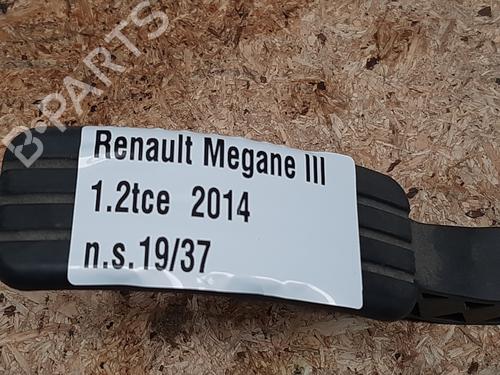 B-PARTS
Renault Megane III
1.2tce 2014
n.s.19/37